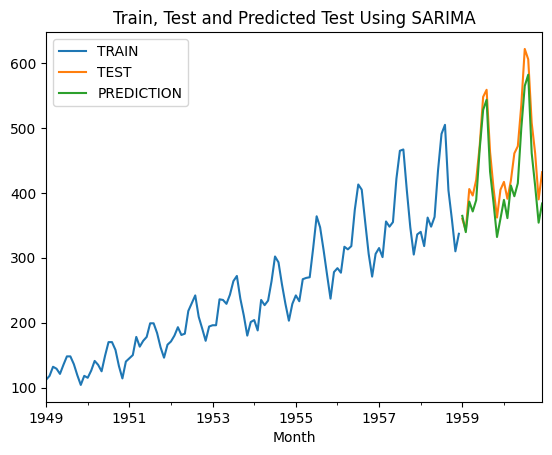 Train, Test and Predicted Test Using SARIMA
TRAIN
TEST
PREDICTION
600
500
400
300
200
100
1949
1951
1953
1955
1957
1959
Month